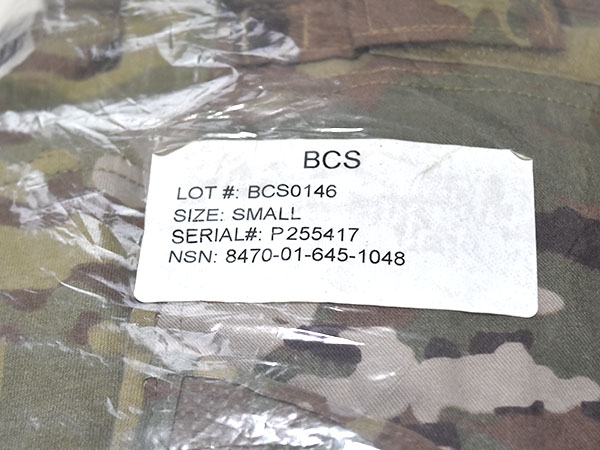 BCS
LOT #: BCS0146
SIZE: SMALL
SERIAL#: P255417
NSN: 8470-01-645-1048